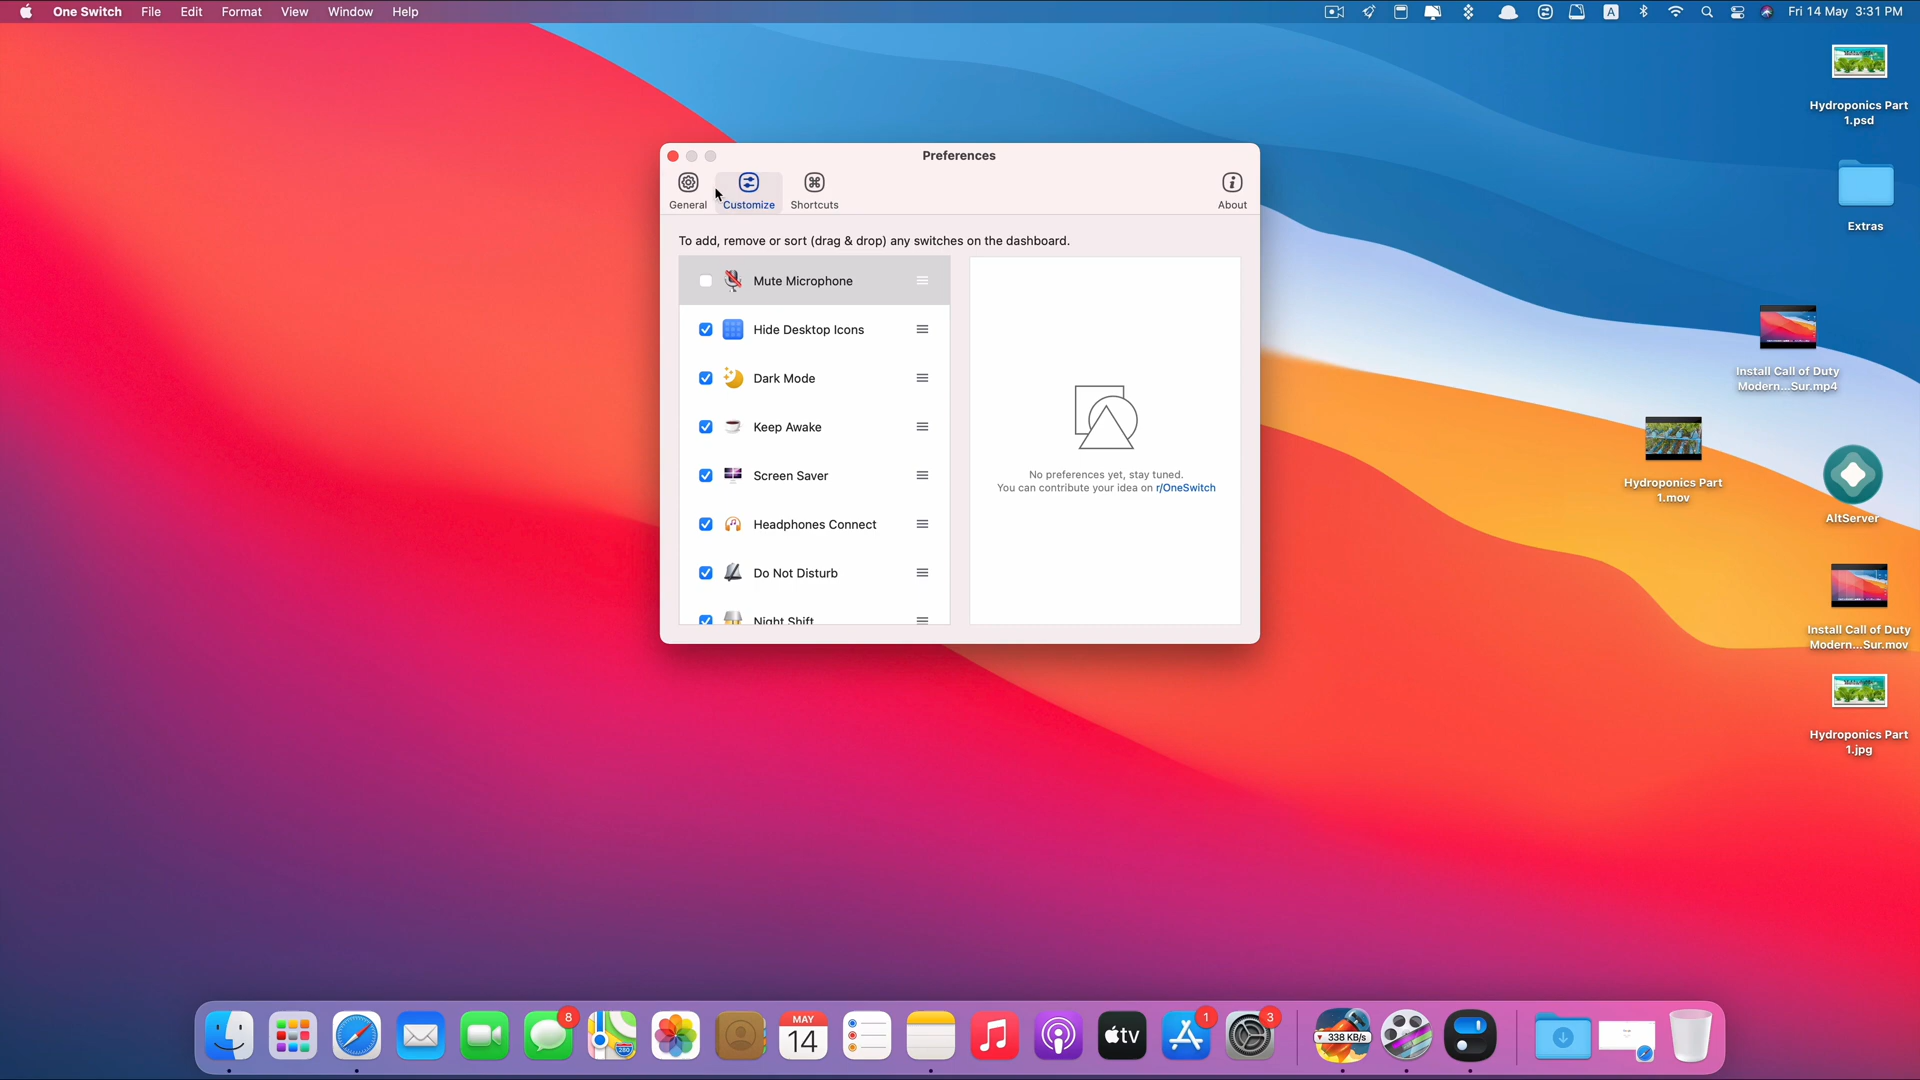 One Switch File Edit Format View Window Help
A
Fri 14 May 3:31 PM
Hydroponics Part
1.psd
Extras
Install Call of Duty
Modern...Sur.mp4
Hydroponics Part
1.mov
AltServer
Install Call of Duty
Modern...Sur.mov
Hydroponics Part
1.jpg
Preferences
General
Customize
Shortcuts
About
To add, remove or sort (drag & drop) any switches on the dashboard.
Mute Microphone
Hide Desktop Icons
Dark Mode
Keep Awake
Screen Saver
Headphones Connect
Do Not Disturb
Night Shift
No preferences yet, stay tuned.
You can contribute your idea on r/OneSwitch
8
MAY
14
tv
1
3
338 KB/s